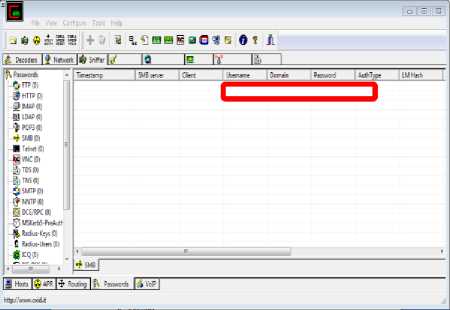 File View Configure Tools Help
Decoders Network Sniffer
Passwords
FTP (0)
HTTP (0)
IMAP (0)
LDAP (0)
POP3 (0)
SMB (0)
Telnet (0)
VNC (0)
TDS (0)
TNS (0)
SMTP (0)
NNTP (0)
DCE/RPC (0)
MSKerb5-PreAuth
Radius-Keys (0)
Radius-Users (0)
ICQ (0)
Timestamp SMB server Client Username Domain Password AuthType LM Hash
SMB
Hosts APR Routing Passwords VoIP
http://www.oxid.it